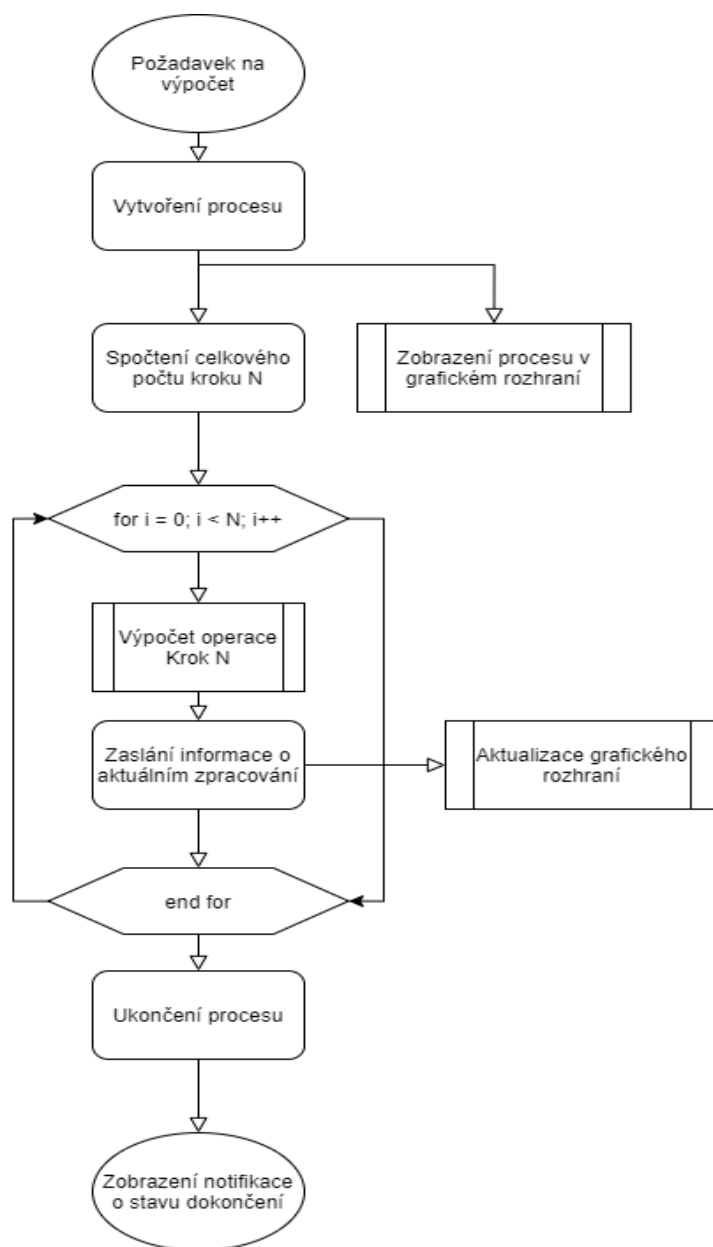 Požadavek na
výpočet
Vytvoření procesu
Spočtení celkového
počtu kroku N
Zobrazení procesu v
grafickém rozhraní
for i = 0; i < N; i++
Výpočet operace
Krok N
Zaslání informace o
aktuálním zpracování
Aktualizace grafického
rozhraní
end for
Ukončení procesu
Zobrazení notifikace
o stavu dokončení